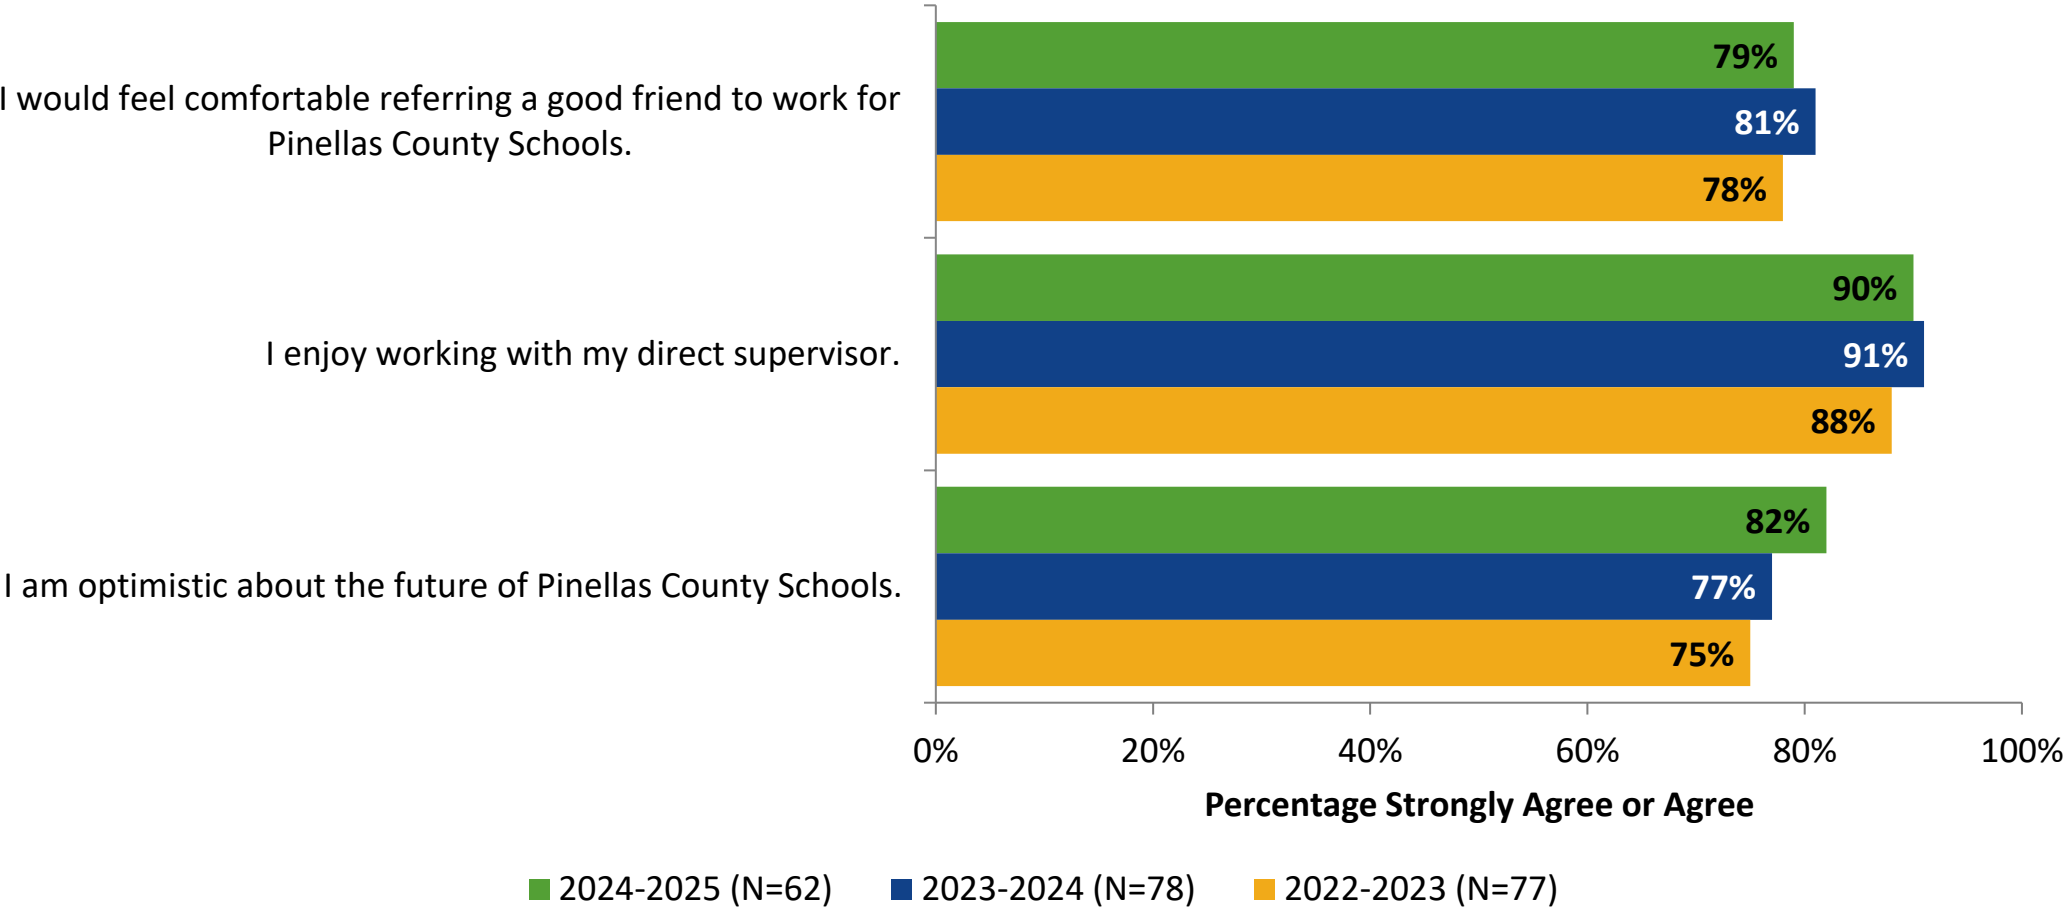 I would feel comfortable referring a good friend to work for
Pinellas County Schools.
79%
81%
78%
I enjoy working with my direct supervisor.
90%
91%
88%
I am optimistic about the future of Pinellas County Schools.
82%
77%
75%
0% 20% 40% 60% 80% 100%
Percentage Strongly Agree or Agree
2024-2025 (N=62) 2023-2024 (N=78) 2022-2023 (N=77)